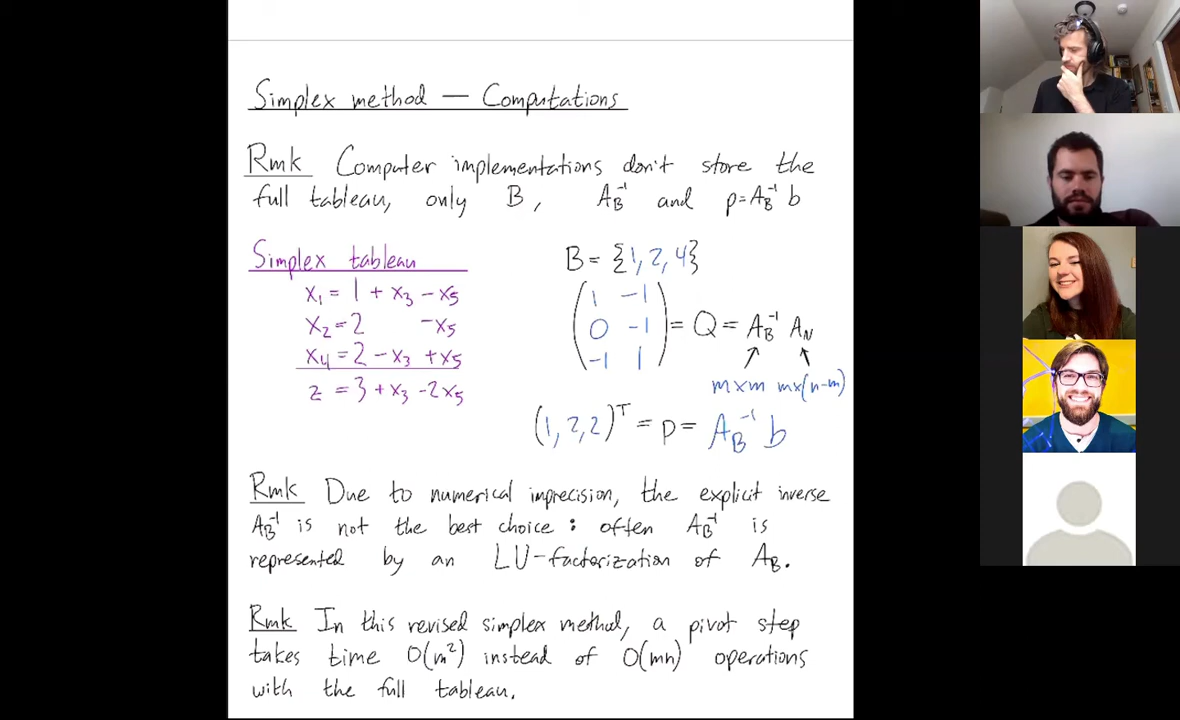 Simplex method — Computations
Rmk Computer implementations don't store the
full tableau, only B, A_B^{-1} and p=A_B^{-1} b
Simplex tableau
x₁ = 1 + x₃ - x₅
x₂ = 2 - x₅
x₄ = 2 - x₃ + x₅
z = 3 + x₃ - 2x₅
B = {1, 2, 4}
( 1 -1
0 -1
-1 1 ) = Q = A_B^{-1} A_N
m×m m×(n-m)
(1, 2, 2)^T = p = A_B^{-1} b
Rmk Due to numerical imprecision, the explicit inverse
A_B^{-1} is not the best choice : often A_B^{-1} is
represented by an LU-factorization of A_B.
Rmk In this revised simplex method, a pivot step
takes time O(m²) instead of O(mn) operations
with the full tableau.